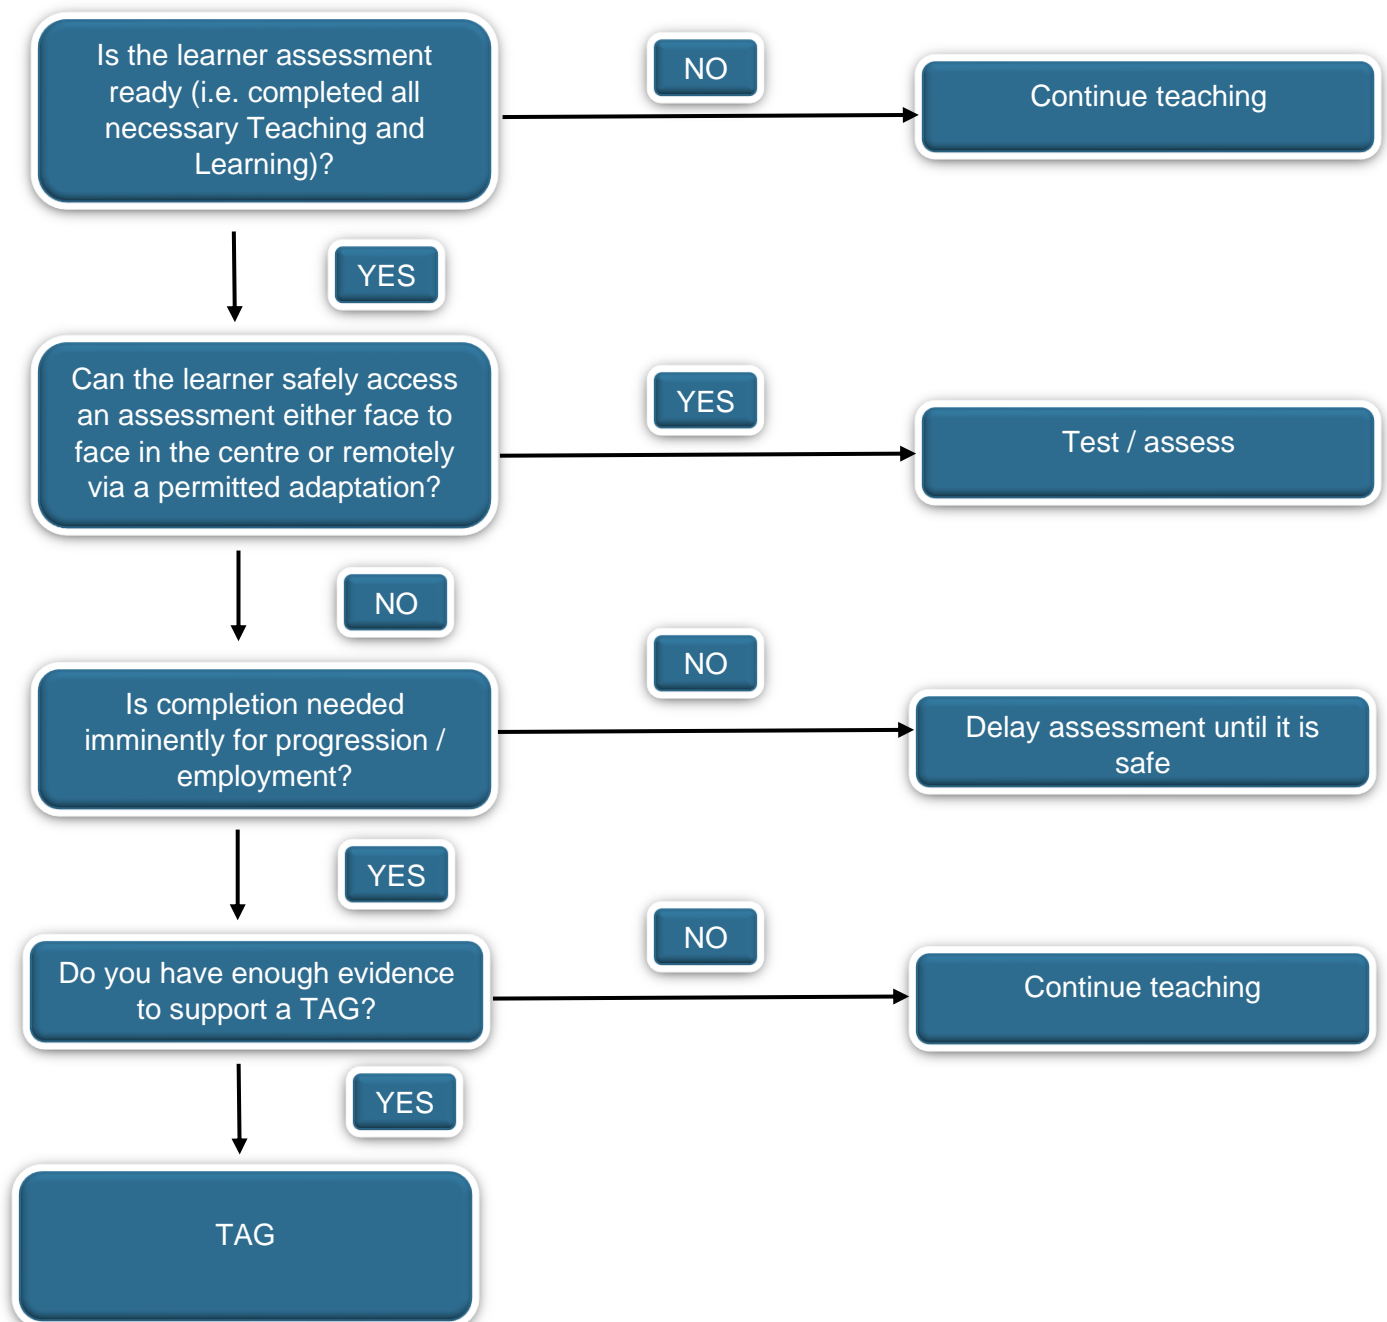 Is the learner assessment
ready (i.e. completed all
necessary Teaching and
Learning)?
NO
Continue teaching
YES
Can the learner safely access
an assessment either face to
face in the centre or remotely
via a permitted adaptation?
YES
Test / assess
NO
Is completion needed
imminently for progression /
employment?
NO
Delay assessment until it is
safe
YES
Do you have enough evidence
to support a TAG?
NO
Continue teaching
YES
TAG